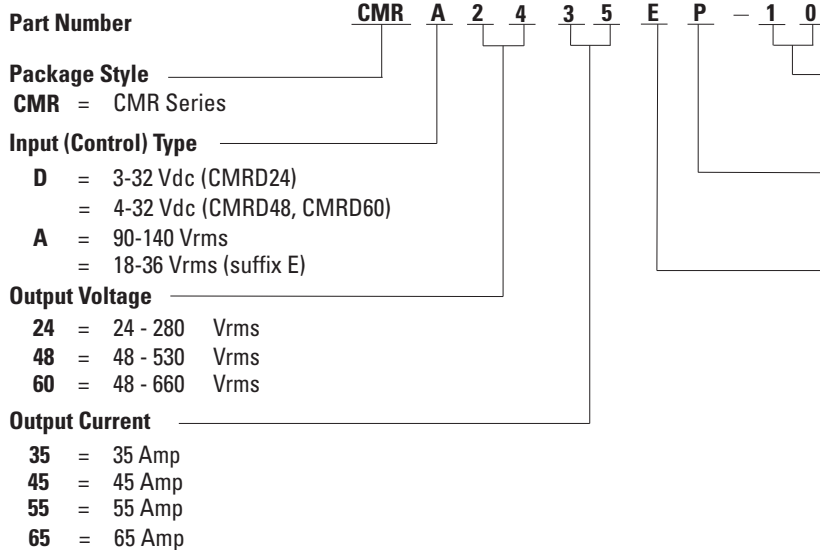 Part Number CMR A 2 4 3 5 E P – 1 0
Package Style
CMR = CMR Series
Input (Control) Type
D = 3-32 Vdc (CMRD24)
= 4-32 Vdc (CMRD48, CMRD60)
A = 90-140 Vrms
= 18-36 Vrms (suffix E)
Output Voltage
24 = 24 - 280 Vrms
48 = 48 - 530 Vrms
60 = 48 - 660 Vrms
Output Current
35 = 35 Amp
45 = 45 Amp
55 = 55 Amp
65 = 65 Amp